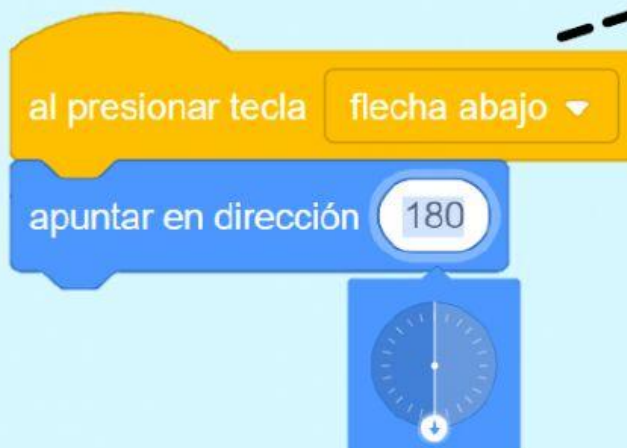 al presionar tecla flecha abajo
apuntar en dirección 180